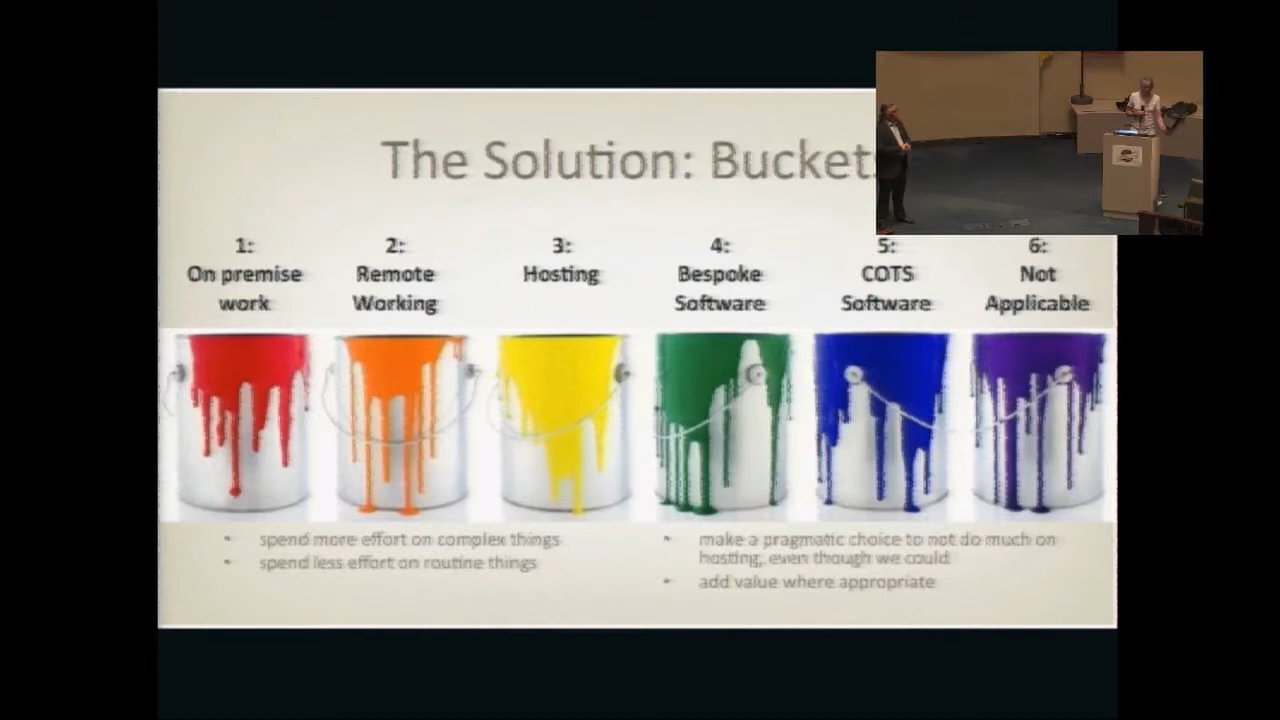 The Solution: Buckets
1:
On premise
work
2:
Remote
Working
3:
Hosting
4:
Bespoke
Software
5:
COTS
Software
6:
Not
Applicable
- spend more effort on complex things
- spend less effort on routine things
- make a pragmatic choice to not do much on
hosting, even though we could
- add value where appropriate